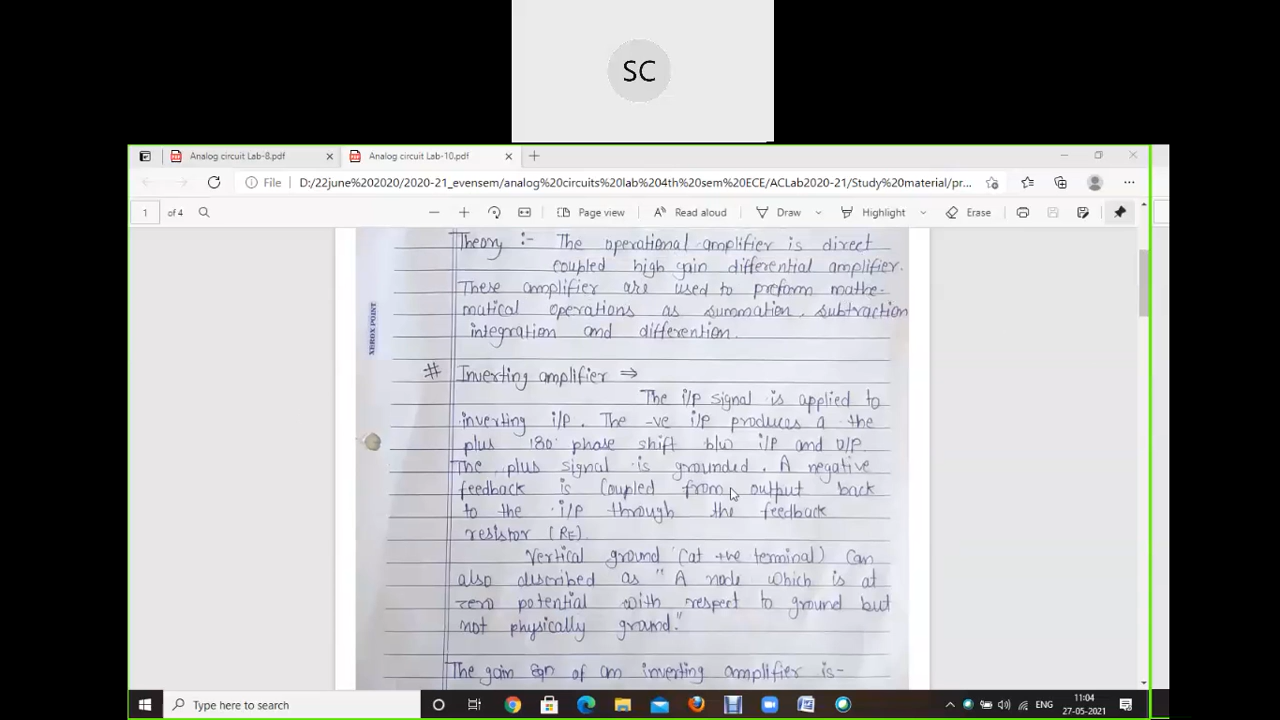 SC
Analog circuit Lab-8.pdf
Analog circuit Lab-10.pdf
File D:/22june%202020/2020-21_evensem/analog%20circuits%20lab%204th%20sem%20ECE/ACLab2020-21/Study%20material/pr...
1 of 4 Page view Read aloud Draw Highlight Erase
Theory :- The operational amplifier is direct
coupled high gain differential amplifier.
These amplifier are used to preform mathe-
matical operations as summation, subtraction
integration and differention.
XEROX POINT
# Inverting amplifier ⇒
The i/p signal is applied to
inverting i/p. The -ve i/p produces a the
plus 180° phase shift b/w i/p and o/p.
The plus signal is grounded. A negative
feedback is coupled from output back
to the i/p through the feedback
resistor (RE).
Vertical ground (at +ve terminal) can
also described as " A node which is at
zero potential with respect to ground but
not physically ground."
The gain eqn of an inverting amplifier is-
Type here to search
ENG
11:04
27-05-2021